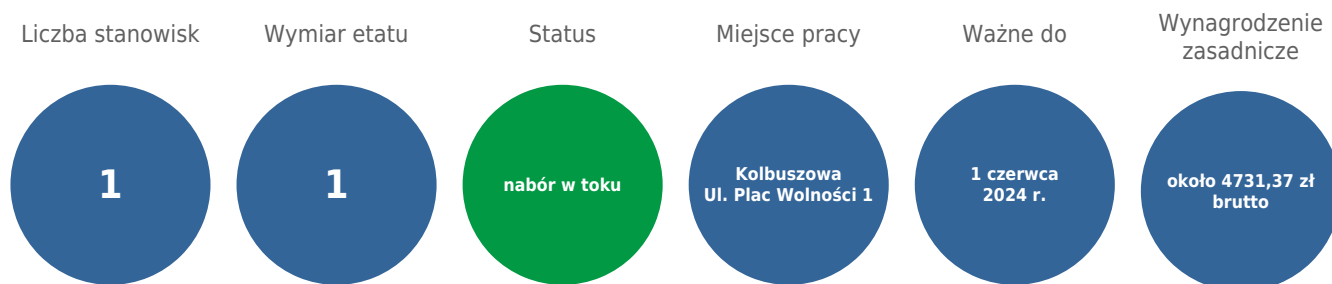 Liczba stanowisk
1
Wymiar etatu
1
Status
nabór w toku
Miejsce pracy
Kolbuszowa
Ul. Plac Wolności 1
Ważne do
1 czerwca
2024 r.
Wynagrodzenie
zasadnicze
około 4731,37 zł
brutto